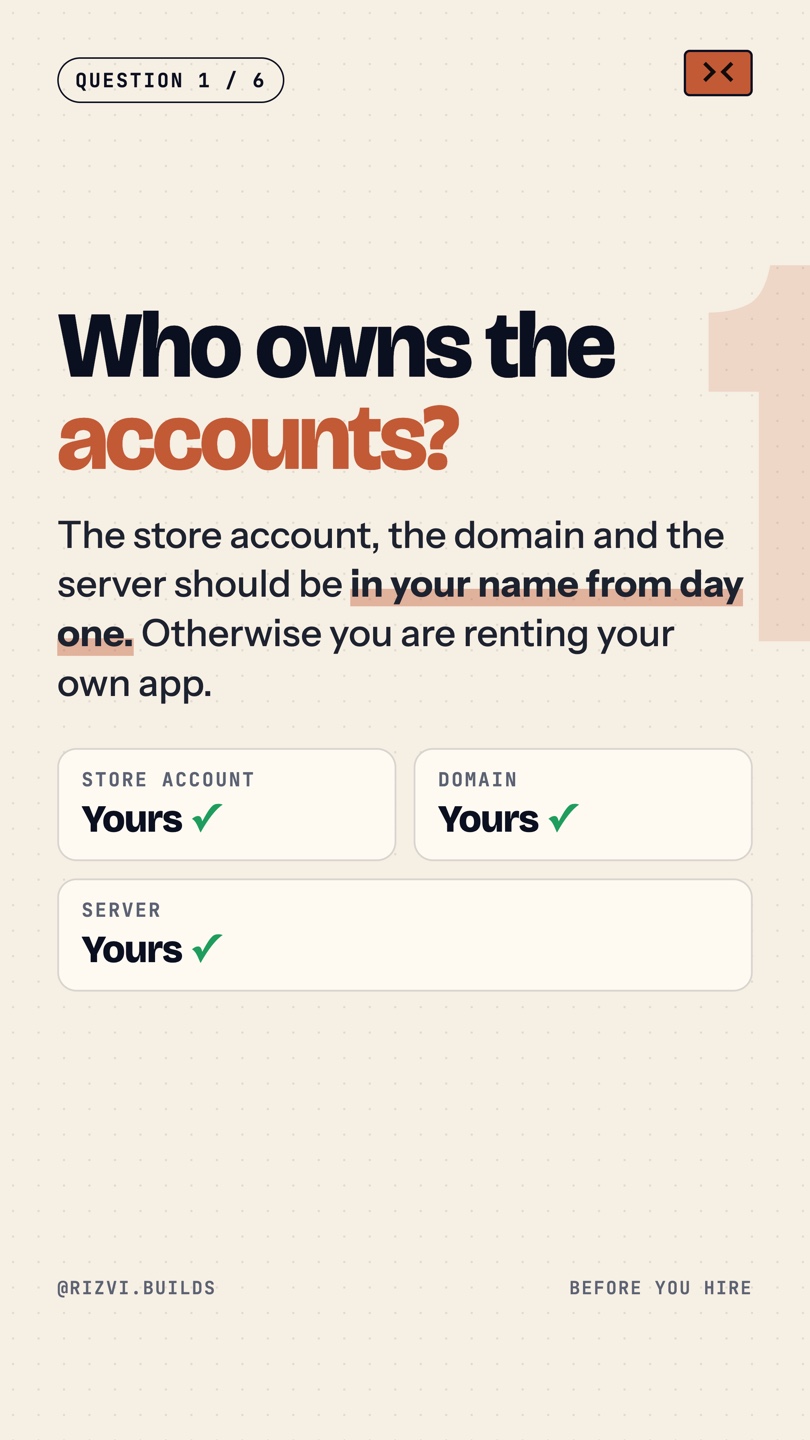 QUESTION 1 / 6
Who owns the
accounts?
1
The store account, the domain and the
server should be in your name from day
one. Otherwise you are renting your
own app.
STORE ACCOUNT
Yours ✓
DOMAIN
Yours ✓
SERVER
Yours ✓
@RIZVI.BUILDS
BEFORE YOU HIRE